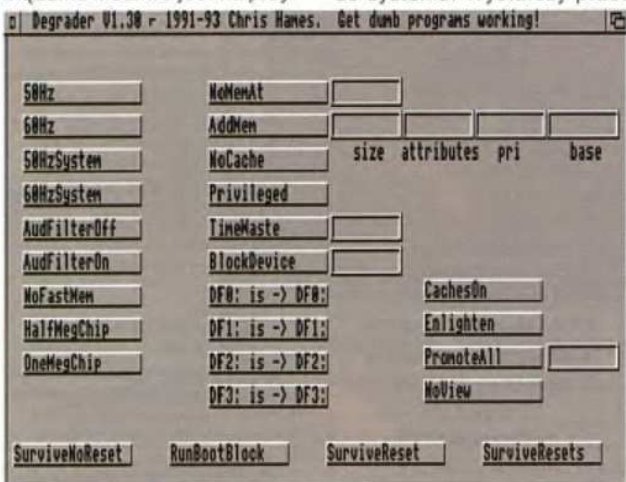 Degrader V1.30 © 1991-93 Chris Hames. Get dumb programs working!
50Hz
60Hz
50HzSystem
60HzSystem
AudFilterOff
AudFilterOn
NoFastMem
HalfMegChip
OneMegChip
NoMemAt
AddMem
size attributes pri base
NoCache
Privileged
TimeWaste
BlockDevice
DF0: is -> DF0:
DF1: is -> DF1:
DF2: is -> DF2:
DF3: is -> DF3:
CachesOn
Enlighten
PromoteAll
NoView
SurviveNoReset RunBootBlock SurviveReset SurviveResets